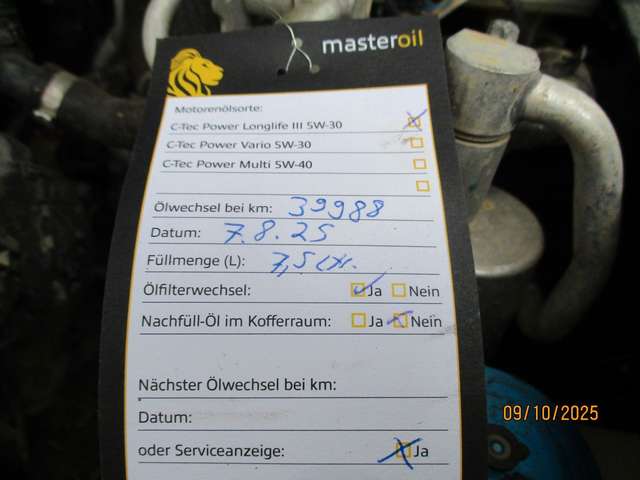 masteroil
Motorenölsorte:
C-Tec Power Longlife III 5W-30
C-Tec Power Vario 5W-30
C-Tec Power Multi 5W-40
Ölwechsel bei km: 39988
Datum: 7.8.25
Füllmenge (L): 7,5 Ltr.
Ölfilterwechsel: Ja Nein
Nachfüll-Öl im Kofferraum: Ja Nein
Nächster Ölwechsel bei km:
Datum:
oder Serviceanzeige: Ja
09/10/2025